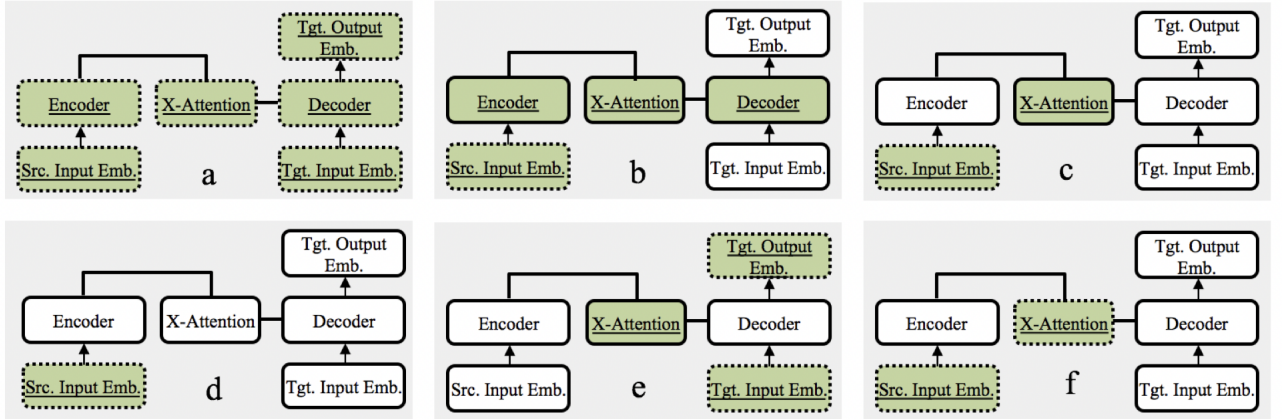 Tgt. Output
Emb.
Encoder
X-Attention
Decoder
Src. Input Emb.
Tgt. Input Emb.
a
Tgt. Output
Emb.
Encoder
X-Attention
Decoder
Src. Input Emb.
Tgt. Input Emb.
b
Tgt. Output
Emb.
Encoder
X-Attention
Decoder
Src. Input Emb.
Tgt. Input Emb.
c
Tgt. Output
Emb.
Encoder
X-Attention
Decoder
Src. Input Emb.
Tgt. Input Emb.
d
Tgt. Output
Emb.
Encoder
X-Attention
Decoder
Src. Input Emb.
Tgt. Input Emb.
e
Tgt. Output
Emb.
Encoder
X-Attention
Decoder
Src. Input Emb.
Tgt. Input Emb.
f